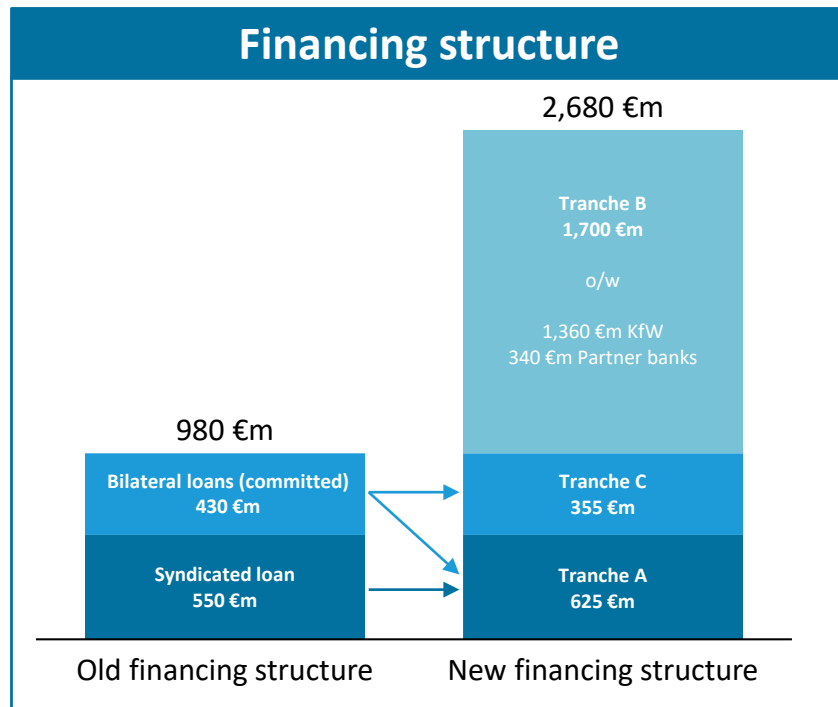 Financing structure
2,680 €m
Tranche B
1,700 €m
o/w
1,360 €m KfW
340 €m Partner banks
980 €m
Bilateral loans (committed)
430 €m
Tranche C
355 €m
Syndicated loan
550 €m
Tranche A
625 €m
Old financing structure
New financing structure